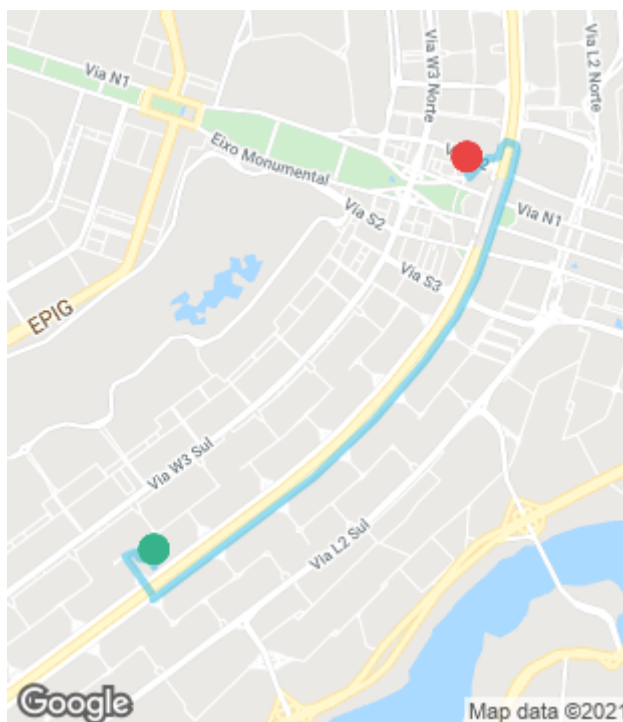 Via N1
Via W3 Norte
Via L2 Norte
Eixo Monumental
Via S2
Via N1
Via S3
EPIG
Via W3 Sul
Via L2 Sul
Google
Map data ©2021